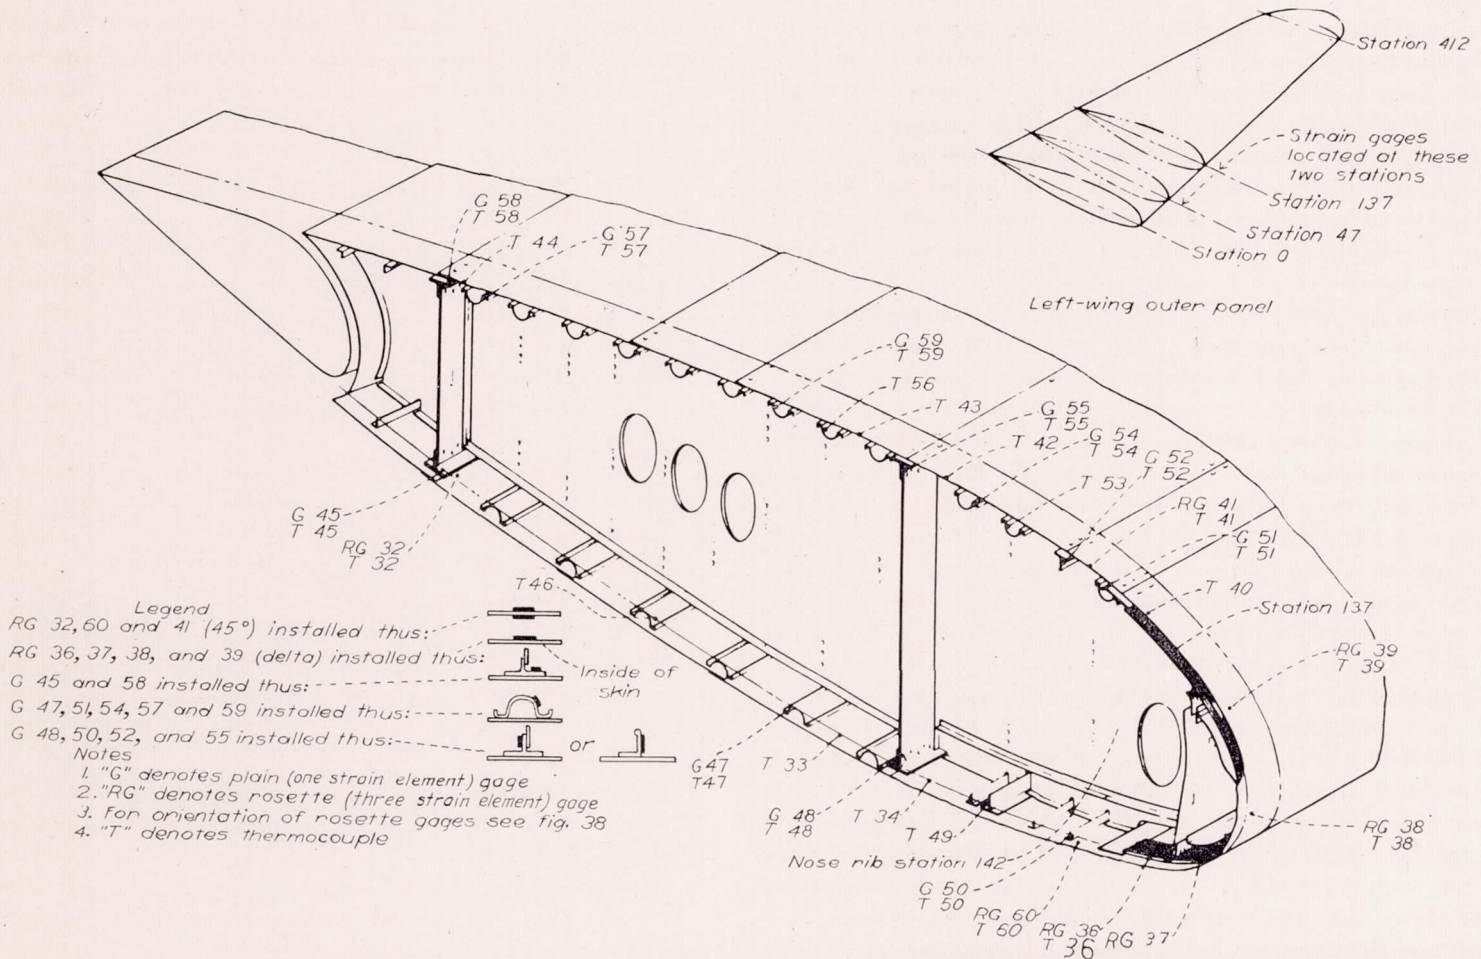 Station 412
Strain gages
located at these
two stations
Station 137
Station 47
Station 0
Left-wing outer panel
G 58
T 58
T 44
G 57
T 57
G 59
T 59
T 56
T 43
G 55
T 55
T 42
G 54
T 54
G 52
T 52
T 53
RG 41
T 41
G 51
T 51
T 40
Station 137
RG 39
T 39
G 45
T 45
RG 32
T 32
T46
Legend
RG 32, 60 and 41 (45°) installed thus:
RG 36, 37, 38, and 39 (delta) installed thus:
Inside of
skin
G 45 and 58 installed thus:
G 47, 51, 54, 57 and 59 installed thus:
G 48, 50, 52, and 55 installed thus:
or
Notes
1. "G" denotes plain (one strain element) gage
2. "RG" denotes rosette (three strain element) gage
3. For orientation of rosette gages see fig. 38
4. "T" denotes thermocouple
G47
T47
T 33
G 48
T 48
T 34
T 49
Nose rib station 142
G 50
T 50
RG 60
T 60
RG 36
T 36
RG 37
RG 38
T 38